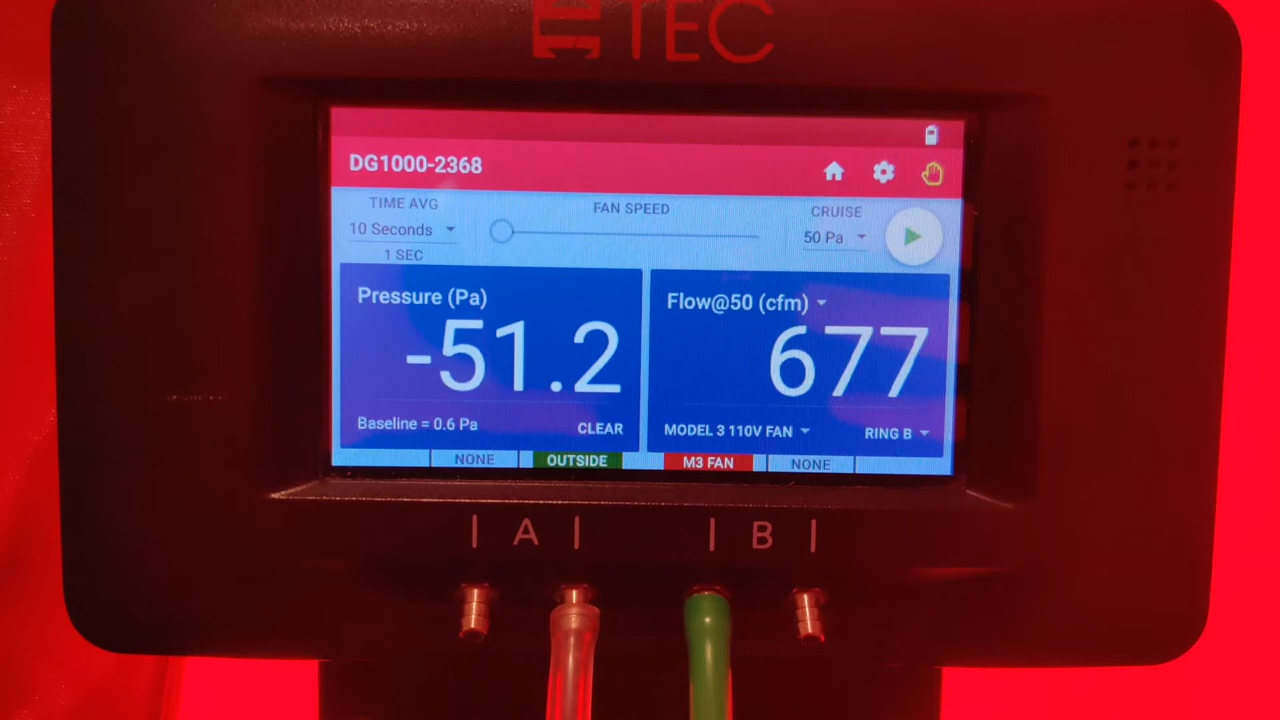 TEC
DG1000-2368
TIME AVG
FAN SPEED
CRUISE
10 Seconds
50 Pa
1 SEC
Pressure (Pa)
-51.2
Baseline = 0.6 Pa
CLEAR
Flow@50 (cfm)
677
MODEL 3 110V FAN
RING B
NONE
OUTSIDE
M3 FAN
NONE
| A |
| B |